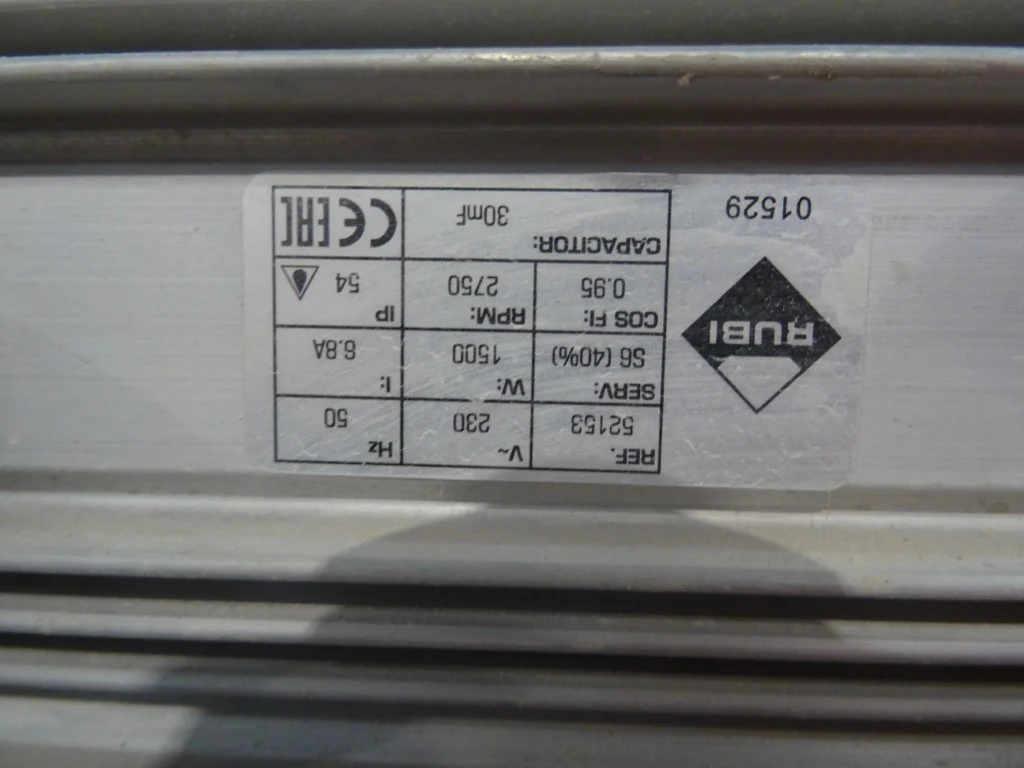 RUBI
01529
REF. 52153
V~ 230
Hz 50
SERV: S6 (40%)
W: 1500
I: 6.8A
COS FI: 0.95
RPM: 2750
IP 54
CAPACITOR: 30mF
CE EAC